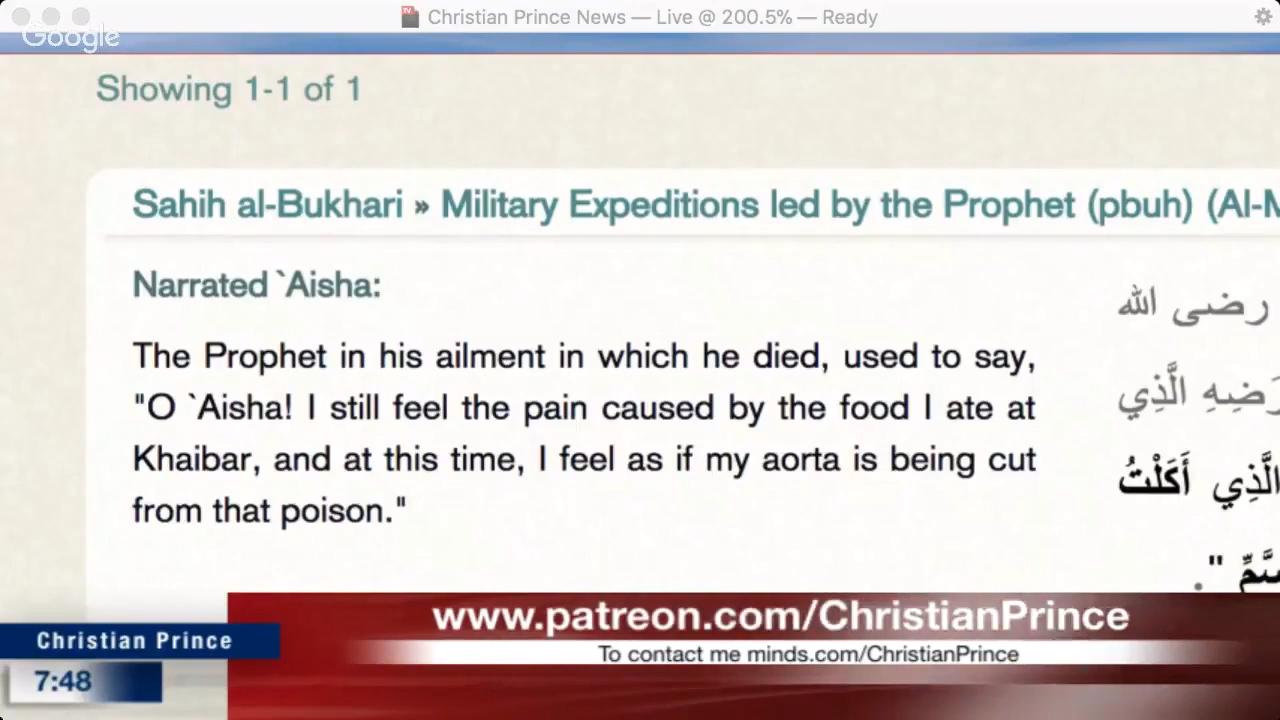 Christian Prince News — Live @ 200.5% — Ready
Google
Showing 1-1 of 1
Sahih al-Bukhari » Military Expeditions led by the Prophet (pbuh) (Al-M
Narrated `Aisha:
The Prophet in his ailment in which he died, used to say,
"O `Aisha! I still feel the pain caused by the food I ate at
Khaibar, and at this time, I feel as if my aorta is being cut
from that poison."
رضى الله
الَّذِي
الَّذِي أَكَلْتُ
www.patreon.com/ChristianPrince
To contact me minds.com/ChristianPrince
Christian Prince
7:48